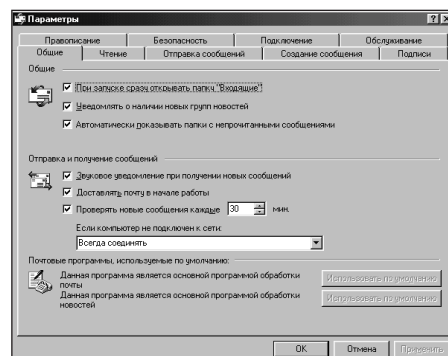 Параметры
Правописание Безопасность Подключение Обслуживание
Общие Чтение Отправка сообщений Создание сообщения Подписи
Общие
При запуске сразу открывать папку "Входящие"
Уведомлять о наличии новых групп новостей
Автоматически показывать папки с непрочитанными сообщениями
Отправка и получение сообщений
Звуковое уведомление при получении новых сообщений
Доставлять почту в начале работы
Проверять новые сообщения каждые 30 мин.
Если компьютер не подключен к сети:
Всегда соединять
Почтовые программы, используемые по умолчанию:
Данная программа является основной программой обработки почты Использовать по умолчанию
Данная программа является основной программой обработки новостей Использовать по умолчанию
OK Отмена Применить